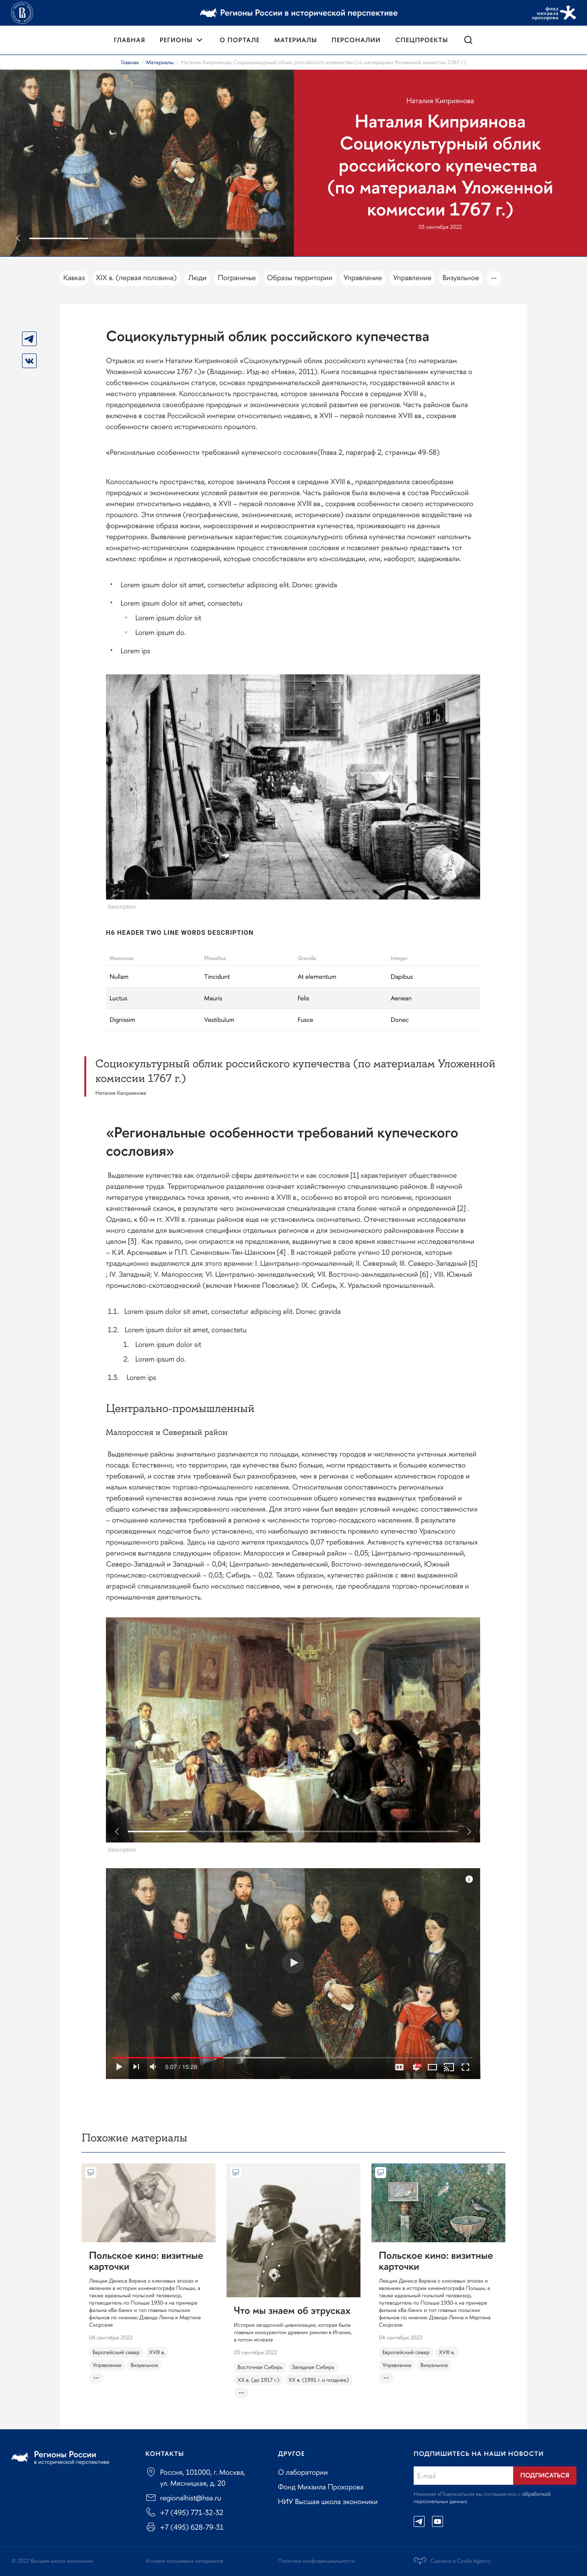 Регионы России в исторической перспективе
фонд
михаила
прохорова
ГЛАВНАЯ РЕГИОНЫ О ПОРТАЛЕ МАТЕРИАЛЫ ПЕРСОНАЛИИ СПЕЦПРОЕКТЫ
Главная / Материалы / Наталия Киприянова Социокультурный облик российского купечества (по материалам Уложенной комиссии 1767 г.)
Наталия Киприянова
Наталия Киприянова
Социокультурный облик
российского купечества
(по материалам Уложенной
комиссии 1767 г.)
03 сентября 2022
Кавказ XIX в. (первая половина) Люди Пограничье Образы территории Управление Управление Визуальное ...
Социокультурный облик российского купечества
Отрывок из книги Наталии Киприяновой «Социокультурный облик российского купечества (по материалам
Уложенной комиссии 1767 г.)» (Владимир.: Изд-во «Нива», 2011). Книга посвящена преставлениям купечества о
собственном социальном статусе, основах предпринимательской деятельности, государственной власти и
местного управления. Колоссальность пространства, которое занимала Россия в середине XVIII в.,
предопределила своеобразие природных и экономических условий развития ее регионов. Часть районов была
включена в состав Российской империи относительно недавно, в XVII – первой половине XVIII вв., сохранив
особенности своего исторического прошлого.
«Региональные особенности требований купеческого сословия»(Глава 2, параграф 2, страницы 49-58)
Колоссальность пространства, которое занимала Россия в середине XVIII в., предопределила своеобразие
природных и экономических условий развития ее регионов. Часть районов была включена в состав Российской
империи относительно недавно, в XVII – первой половине XVIII вв., сохранив особенности своего исторического
прошлого. Эти условия (географические, экономические, исторические) оказали определенное воздействие на
формирование образа жизни, мировоззрения и мировосприятия купечества, проживающего на данных
территориях. Выявление региональных характеристик социокультурного облика купечества поможет наполнить
конкретно-историческим содержанием процесс становления сословия и позволяет рельефно представить тот
комплекс проблем и противоречий, которые способствовали его консолидации, или, наоборот, задерживали.
• Lorem ipsum dolor sit amet, consectetur adipiscing elit. Donec gravida
• Lorem ipsum dolor sit amet, consectetu
Lorem ipsum dolor sit
Lorem ipsum do.
• Lorem ips
Description
H6 HEADER TWO LINE WORDS DESCRIPTION
Maecenas Phasellus Gravida Integer
Nullam Tincidunt At elementum Dapibus
Luctus Mauris Felis Aenean
Dignissim Vestibulum Fusce Donec
Социокультурный облик российского купечества (по материалам Уложенной
комиссии 1767 г.)
Наталия Киприянова
«Региональные особенности требований купеческого
сословия»
Выделение купечества как отдельной сферы деятельности и как сословия [1] характеризует общественное
разделение труда. Территориальное разделение означает хозяйственную специализацию районов. В научной
литературе утвердилась точка зрения, что именно в XVIII в., особенно во второй его половине, произошел
качественный скачок, в результате чего экономическая специализация стала более четкой и определенной [2] .
Однако, к 60-м гг. XVIII в. границы районов еще не установились окончательно. Отечественные исследователи
много сделали для выяснения специфики отдельных регионов и для экономического районирования России в
целом [3] . Как правило, они опираются на предложения, выдвинутые в свое время известными исследователями
– К.И. Арсеньевым и П.П. Семеновым-Тян-Шанским [4] . В настоящей работе учтено 10 регионов, которые
традиционно выделяются для этого времени: I. Центрально-промышленный; II. Северный; III. Северо-Западный [5]
; IV. Западный; V. Малороссия; VI. Центрально-земледельческий; VII. Восточно-земледельческий [6] ; VIII. Южный
промыслово-скотоводческий (включая Нижнее Поволжье); IX. Сибирь, X. Уральский промышленный.
1.1. Lorem ipsum dolor sit amet, consectetur adipiscing elit. Donec gravida
1.2. Lorem ipsum dolor sit amet, consectetu
1. Lorem ipsum dolor sit
2. Lorem ipsum do.
1.3. Lorem ips
Центрально-промышленный
Малороссия и Северный район
Выделенные районы значительно различаются по площади, количеству городов и численности учтенных жителей
посада. Естественно, что территории, где купечества было больше, могли предоставить и большее количество
требований, и состав этих требований был разнообразнее, чем в регионах с небольшим количеством городов и
малым количеством торгово-промышленного населения. Относительная сопоставимость региональных
требований купечества возможна лишь при учете соотношения общего количества выдвинутых требований и
общего количества зафиксированного населения. Для этого нами был введен условный «индекс сопоставимости»
– отношение количества требований в регионе к численности торгово-посадского населения. В результате
произведенных подсчетов было установлено, что наибольшую активность проявило купечество Уральского
промышленного района. Здесь на одного жителя приходилось 0,07 требования. Активность купечества остальных
регионов выглядела следующим образом: Малороссия и Северный район – 0,05; Центрально-промышленный,
Северо-Западный и Западный – 0,04; Центрально-земледельческий, Восточно-земледельческий, Южный
промыслово-скотоводческий – 0,03; Сибирь – 0,02. Таким образом, купечество районов с явно выраженной
аграрной специализацией было несколько пассивнее, чем в регионах, где преобладала торгово-промысловая и
промышленная деятельность.
Description
5:07 / 15:28
Похожие материалы
Польское кино: визитные
карточки
Лекции Дениса Вирена о ключевых эпохах и
явлениях в истории кинематографа Польши, а
также идеальный польский телевизор,
путеводитель по Польше 1930-х на примере
фильма «Ва-банк» и топ главных польских
фильмов по мнению Дэвида Линча и Мартина
Скорсезе
04 сентября 2022
Европейский север XVIII в.
Управление Визуальное
...
Что мы знаем об этрусках
История загадочной цивилизации, которая была
главным конкурентом древних римлян в Италии,
а потом исчезла
03 сентября 2022
Восточная Сибирь Западная Сибирь
XX в. (до 1917 г.) XX в. (1991 г. и позднее)
...
Польское кино: визитные
карточки
Лекции Дениса Вирена о ключевых эпохах и
явлениях в истории кинематографа Польши, а
также идеальный польский телевизор,
путеводитель по Польше 1930-х на примере
фильма «Ва-банк» и топ главных польских
фильмов по мнению Дэвида Линча и Мартина
Скорсезе
04 сентября 2022
Европейский север XVIII в.
Управление Визуальное
...
Регионы России
в исторической перспективе
КОНТАКТЫ
Россия, 101000, г. Москва,
ул. Мясницкая, д. 20
regionalhist@hse.ru
+7 (495) 771-32-32
+7 (495) 628-79-31
ДРУГОЕ
О лаборатории
Фонд Михаила Прохорова
НИУ Высшая школа экономики
ПОДПИШИТЕСЬ НА НАШИ НОВОСТИ
E-mail ПОДПИСАТЬСЯ
Нажимая «Подписаться» вы соглашаетесь с обработкой
персональных данных
© 2022 Высшая школа экономики Условия пользования материалов Политика конфиденциальности Сделано в Cuelle Agency